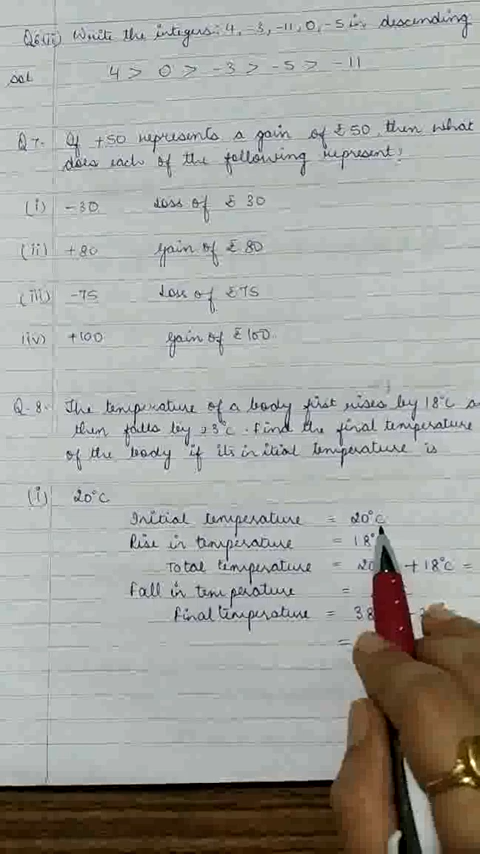 Q6(ii) Write the integers: 4, -3, -11, 0, -5 in descending
sol 4 > 0 > -3 > -5 > -11
Q7. If +50 represents a gain of ₹50, then what
does each of the following represent:
(i) -30 Loss of ₹ 30
(ii) +80 gain of ₹ 80
(iii) -75 Loss of ₹75
(iv) +100 gain of ₹100
Q.8. The temperature of a body first rises by 18°C a
then falls by 23°C. Find the final temperature
of the body if its initial temperature is
(i) 20°C
Initial temperature = 20°C
Rise in temperature = 18°
Total temperature = 20 + 18°C =
Fall in temperature =
Final temperature = 38
=